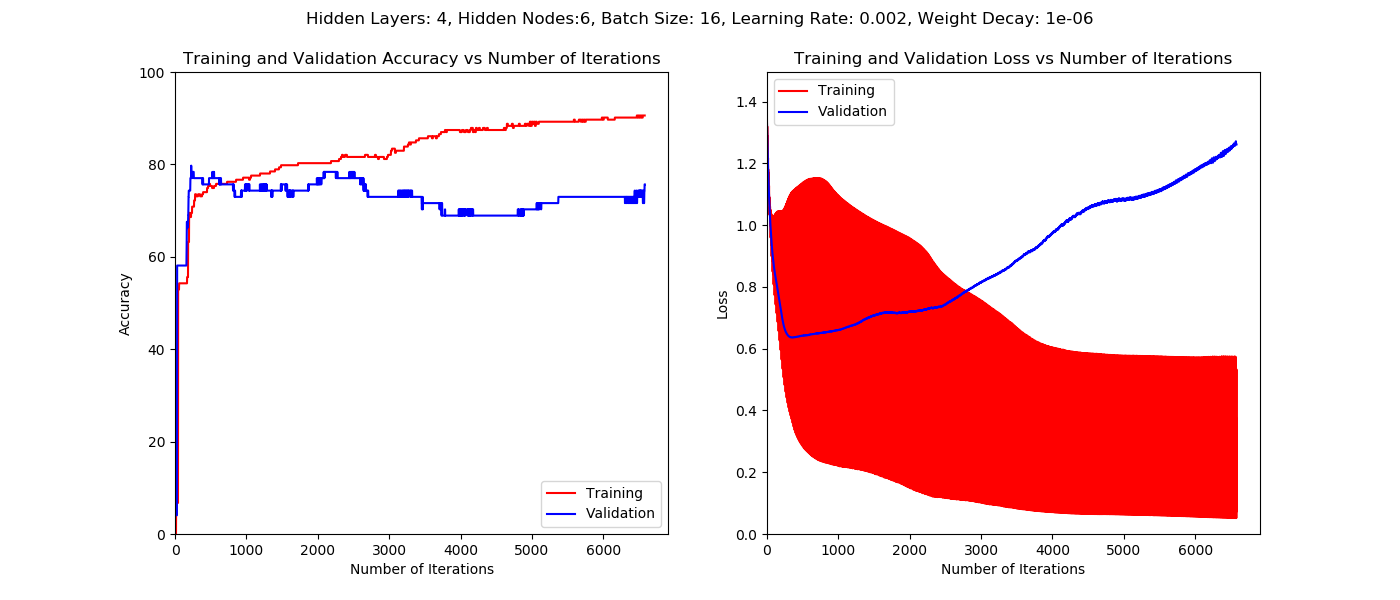 Hidden Layers: 4, Hidden Nodes:6, Batch Size: 16, Learning Rate: 0.002, Weight Decay: 1e-06
Training and Validation Accuracy vs Number of Iterations
100
80
60
40
20
0
Accuracy
0 1000 2000 3000 4000 5000 6000
Number of Iterations
Training
Validation
Training and Validation Loss vs Number of Iterations
Training
Validation
1.4
1.2
1.0
0.8
0.6
0.4
0.2
0.0
Loss
0 1000 2000 3000 4000 5000 6000
Number of Iterations